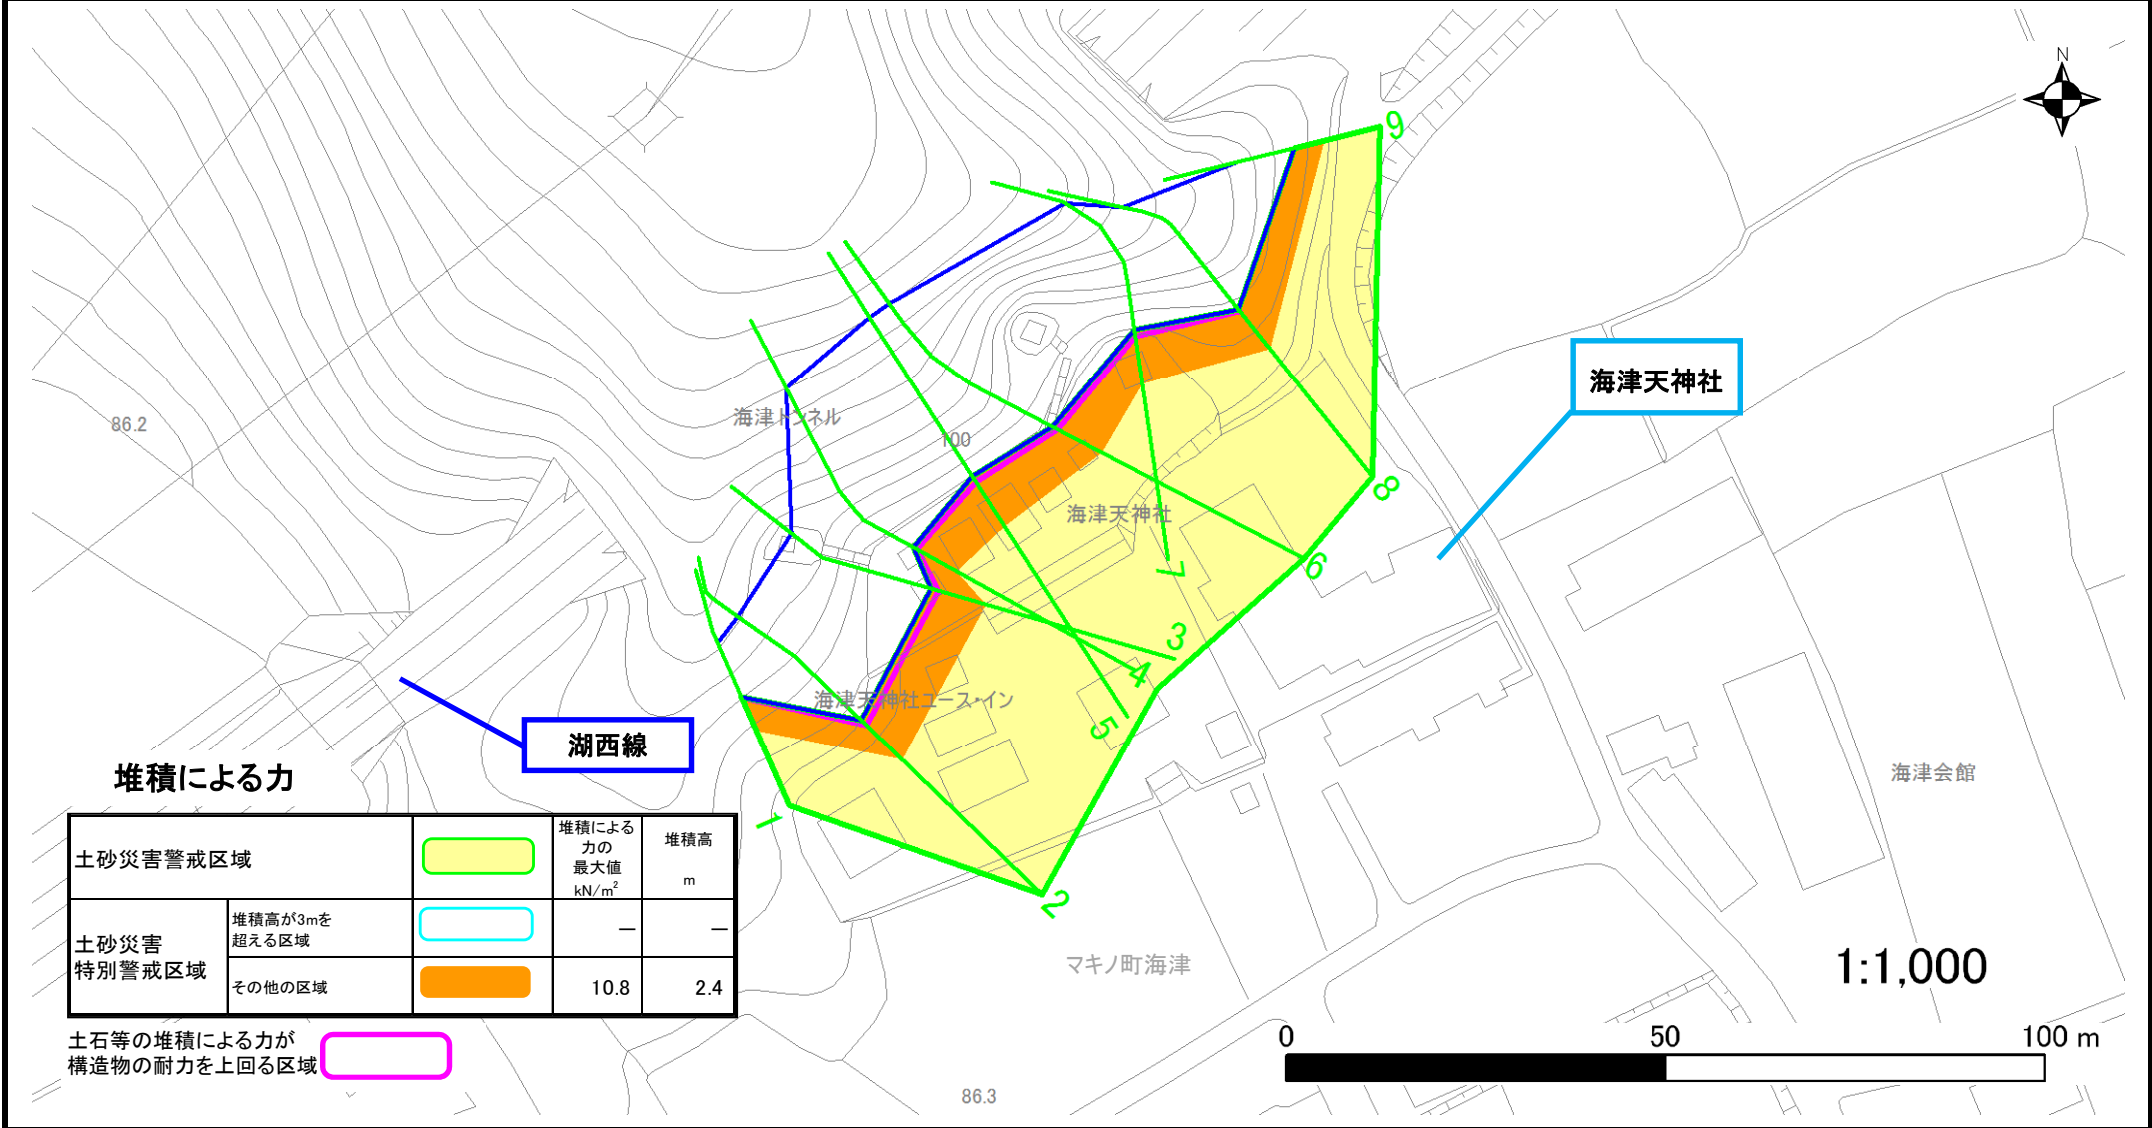 N
9
海津天神社
86.2
海津トンネル
100
8
海津天神社
6
7
3
4
海津天神社ユース・イン
5
湖西線
海津会館
1
2
マキノ町海津
86.3
堆積による力
土砂災害警戒区域
堆積による
力の
最大値
kN/m²
堆積高
m
土砂災害
特別警戒区域
堆積高が3mを
超える区域
—
—
その他の区域
10.8
2.4
土石等の堆積による力が
構造物の耐力を上回る区域
1:1,000
0 50 100 m